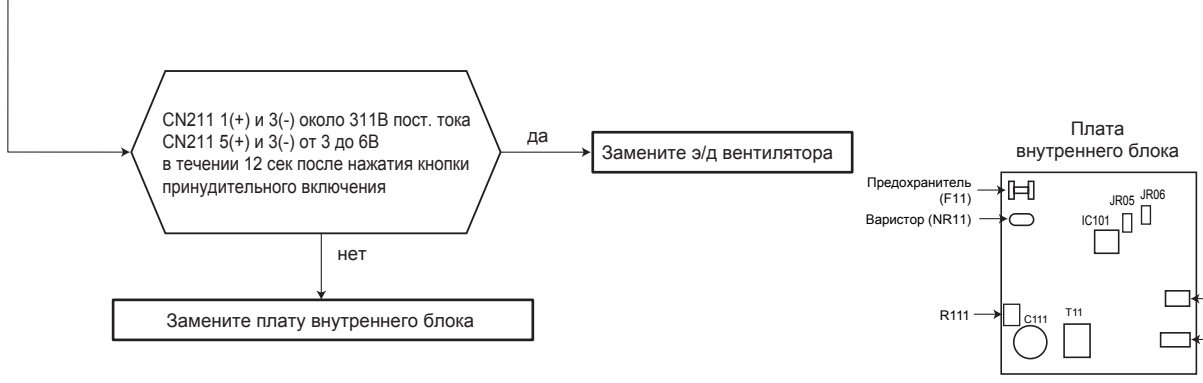 CN211 1(+) и 3(-) около 311В пост. тока
CN211 5(+) и 3(-) от 3 до 6В
в течении 12 сек после нажатия кнопки
принудительного включения
да
Замените э/д вентилятора
нет
Замените плату внутреннего блока
Плата
внутреннего блока
Предохранитель
(F11)
JR05
JR06
Варистор (NR11)
IC101
R111
C111
T11